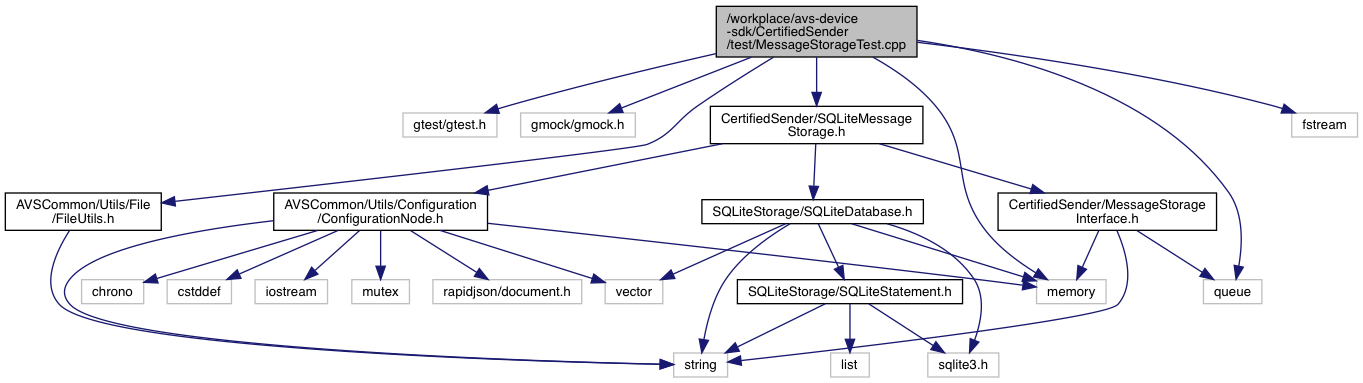 /workplace/avs-device
-sdk/CertifiedSender
/test/MessageStorageTest.cpp
gtest/gtest.h
gmock/gmock.h
CertifiedSender/SQLiteMessage
Storage.h
fstream
AVSCommon/Utils/File
/FileUtils.h
AVSCommon/Utils/Configuration
/ConfigurationNode.h
SQLiteStorage/SQLiteDatabase.h
CertifiedSender/MessageStorage
Interface.h
chrono
cstddef
iostream
mutex
rapidjson/document.h
vector
SQLiteStorage/SQLiteStatement.h
memory
queue
string
list
sqlite3.h